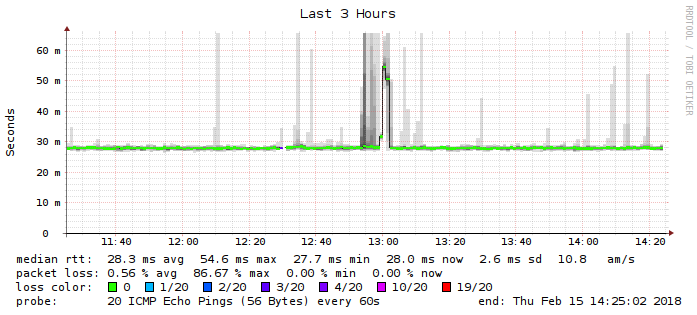 Last 3 Hours
RRDTOOL / TOBI OETIKER
Seconds
60 m
50 m
40 m
30 m
20 m
10 m
0
11:40 12:00 12:20 12:40 13:00 13:20 13:40 14:00 14:20
median rtt: 28.3 ms avg 54.6 ms max 27.7 ms min 28.0 ms now 2.6 ms sd 10.8 am/s
packet loss: 0.56 % avg 86.67 % max 0.00 % min 0.00 % now
loss color: 0 1/20 2/20 3/20 4/20 10/20 19/20
probe: 20 ICMP Echo Pings (56 Bytes) every 60s end: Thu Feb 15 14:25:02 2018